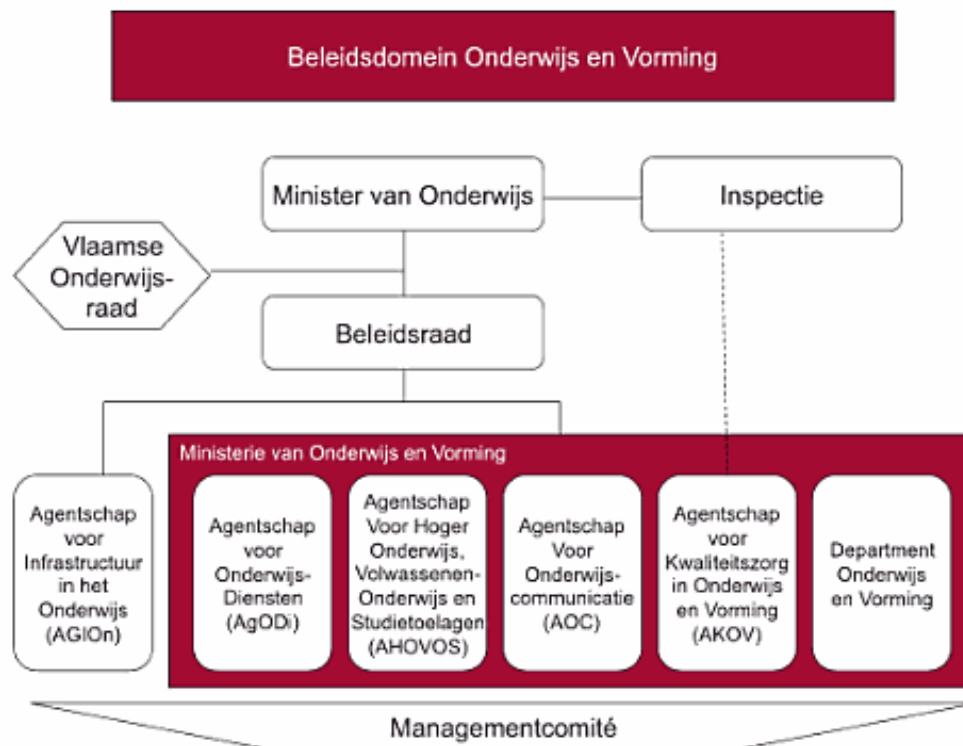 Beleidsdomein Onderwijs en Vorming
Minister van Onderwijs
Inspectie
Vlaamse
Onderwijs-
raad
Beleidsraad
Ministerie van Onderwijs en Vorming
Agentschap
voor
Infrastructuur
in het
Onderwijs
(AGIOn)
Agentschap
voor
Onderwijs-
Diensten
(AgODi)
Agentschap
Voor Hoger
Onderwijs,
Volwassenen-
Onderwijs en
Studietoelagen
(AHOVOS)
Agentschap
Voor
Onderwijs-
communicatie
(AOC)
Agentschap
voor
Kwaliteitszorg
in Onderwijs
en Vorming
(AKOV)
Department
Onderwijs
en Vorming
Managementcomité